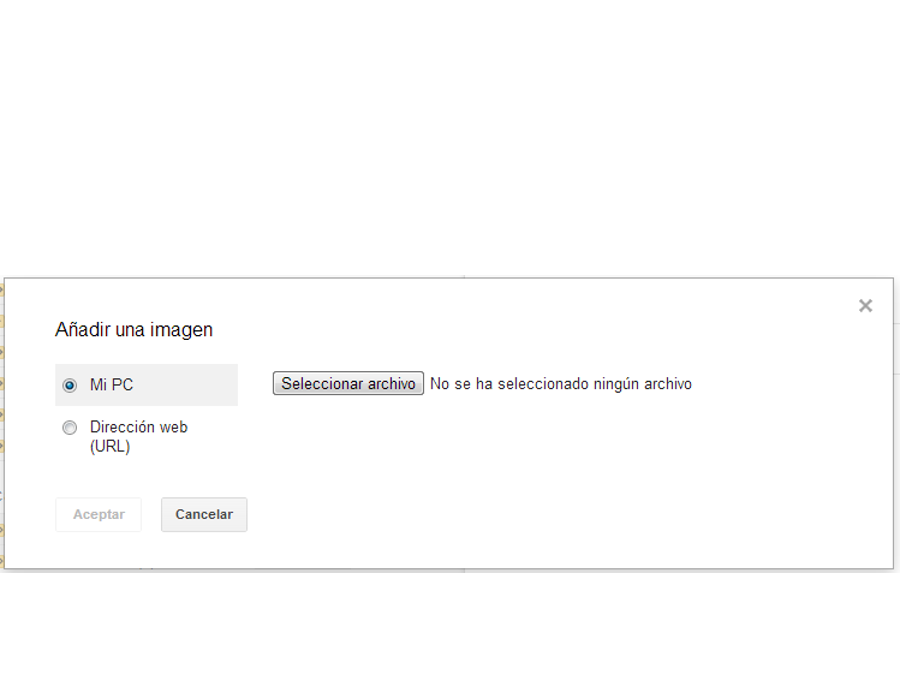 Añadir una imagen
Mi PC
Seleccionar archivo No se ha seleccionado ningún archivo
Dirección web
(URL)
Aceptar Cancelar